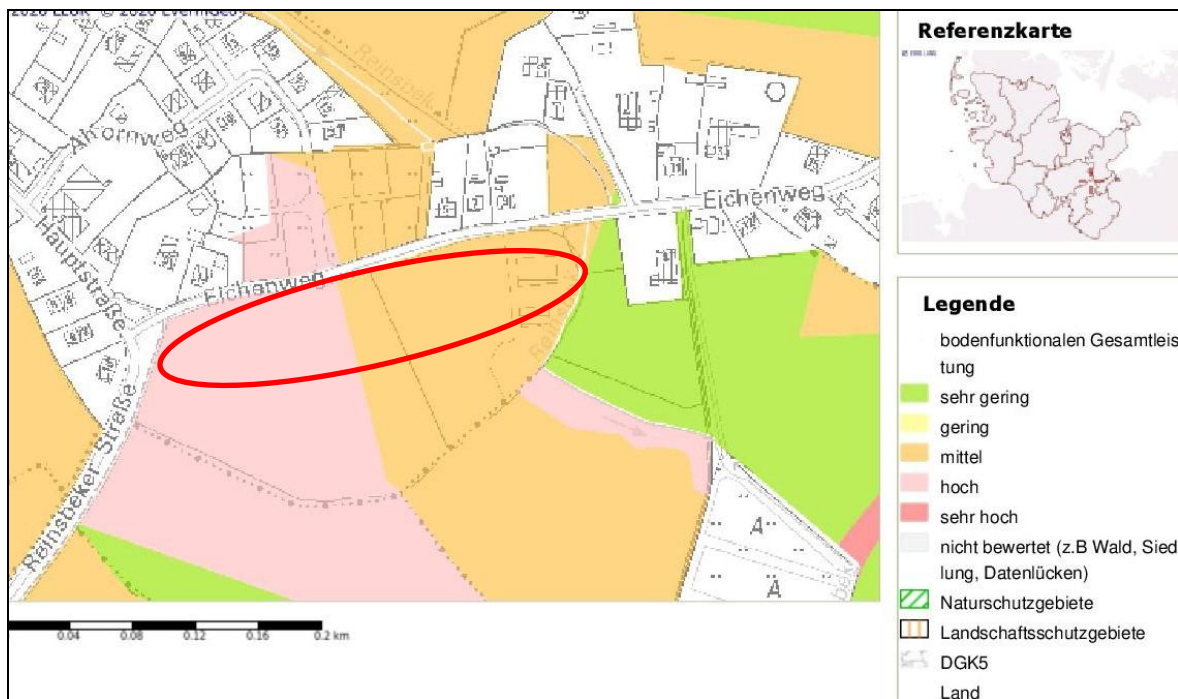 Ahornweg
Hauptstraße
Eichenweg
Eichenweg
Reinsbeker Straße
A
A
0.04 0.08 0.12 0.16 0.2 km
Referenzkarte
Legende
bodenfunktionalen Gesamtleis
tung
sehr gering
gering
mittel
hoch
sehr hoch
nicht bewertet (z.B Wald, Sied
lung, Datenlücken)
Naturschutzgebiete
Landschaftsschutzgebiete
DGK5
Land